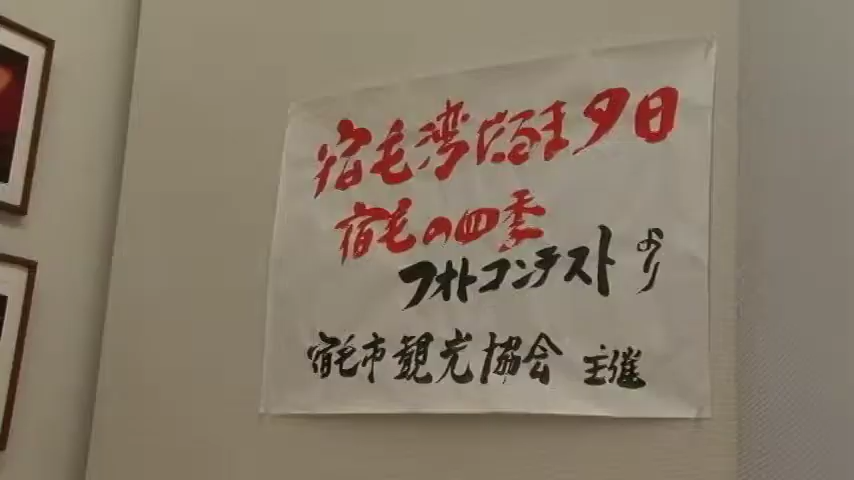 宿毛湾だるま夕日
宿毛の四季
フォトコンテストより
宿毛市観光協会 主催